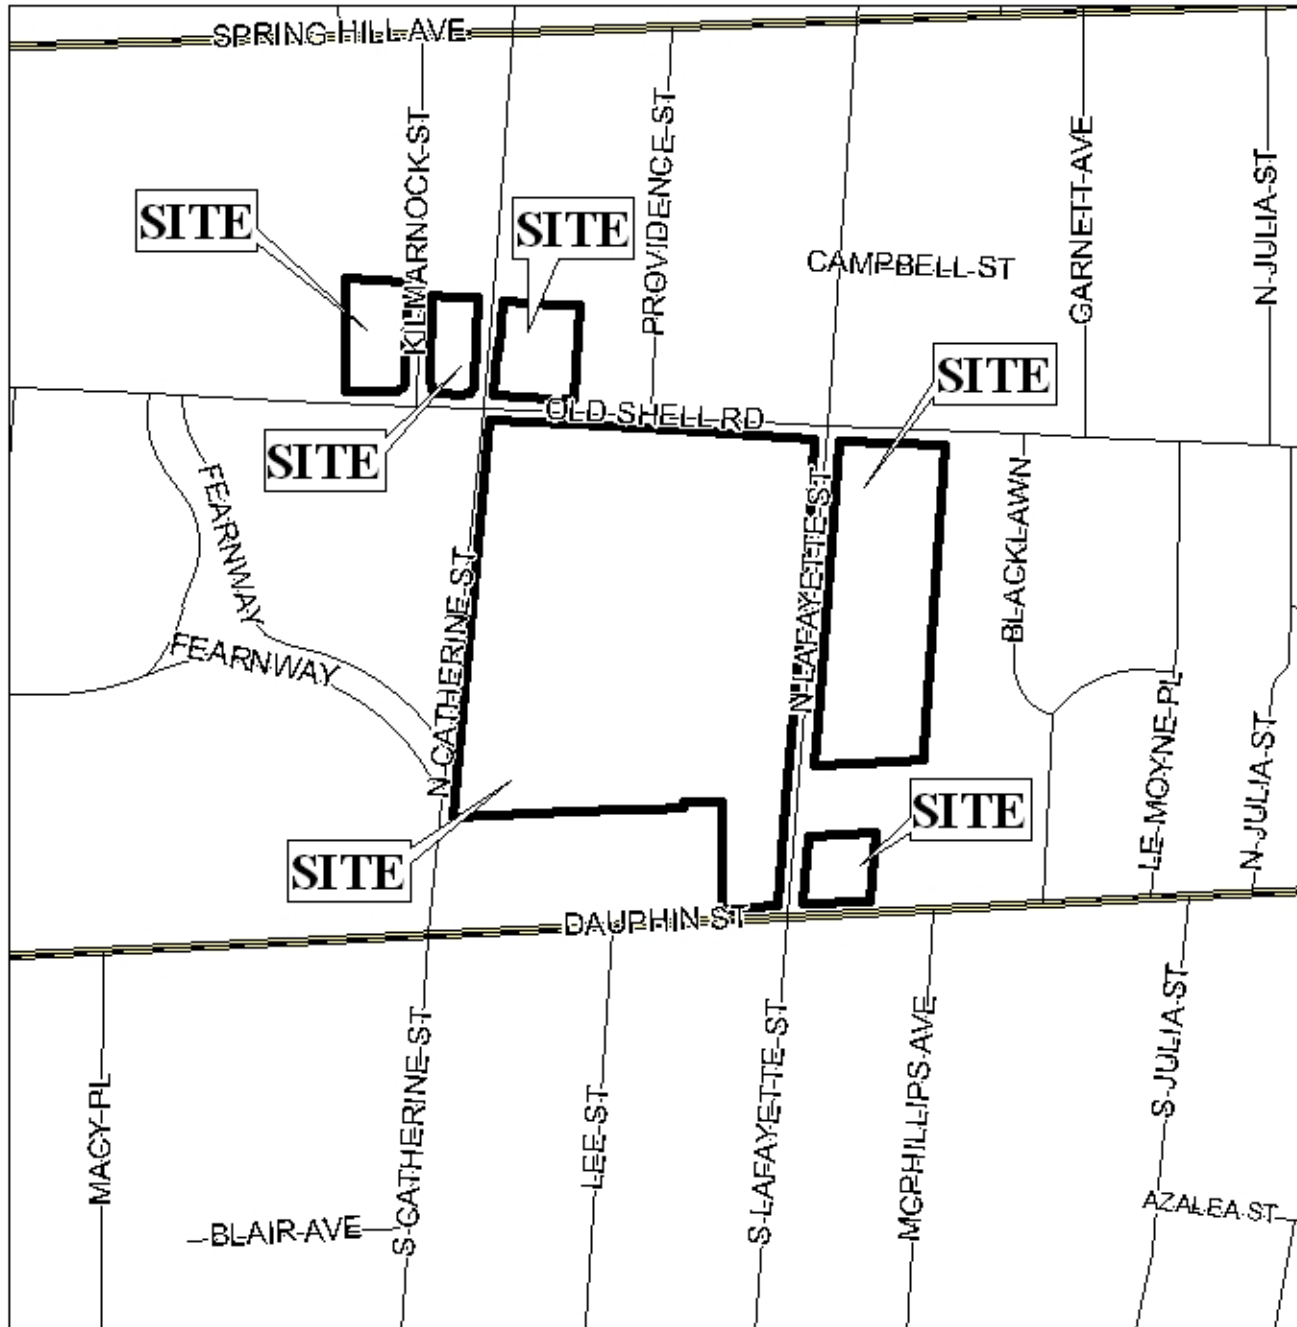 SPRING HILL AVE
KILMARNOCK ST
PROVIDENCE ST
GARNETT AVE
N JULIA ST
SITE
SITE
CAMPBELL ST
SITE
OLD SHELL RD
SITE
FEARNWAY
FEARNWAY
N CATHERINE ST
N LAFAYETTE ST
BLACKLAWN
LE MOYNE PL
N JULIA ST
SITE
SITE
DAUPHIN ST
MACY PL
S CATHERINE ST
LEE ST
S LAFAYETTE ST
MCPHILLIPS AVE
S JULIA ST
BLAIR AVE
AZALEA ST